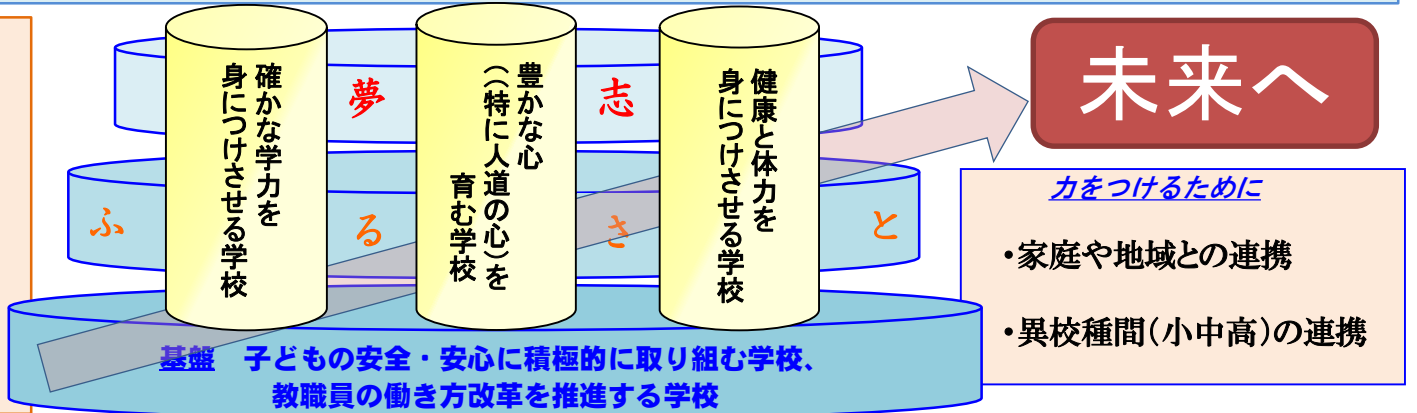 確かな学力を
身につけさせる学校
夢
豊かな心
（（特に人道の心）を
育む学校
志
健康と体力を
身につけさせる学校
未来へ
ふ
る
さ
と
力をつけるために
・家庭や地域との連携
・異校種間（小中高）の連携
基盤　子どもの安全・安心に積極的に取り組む学校、
教職員の働き方改革を推進する学校